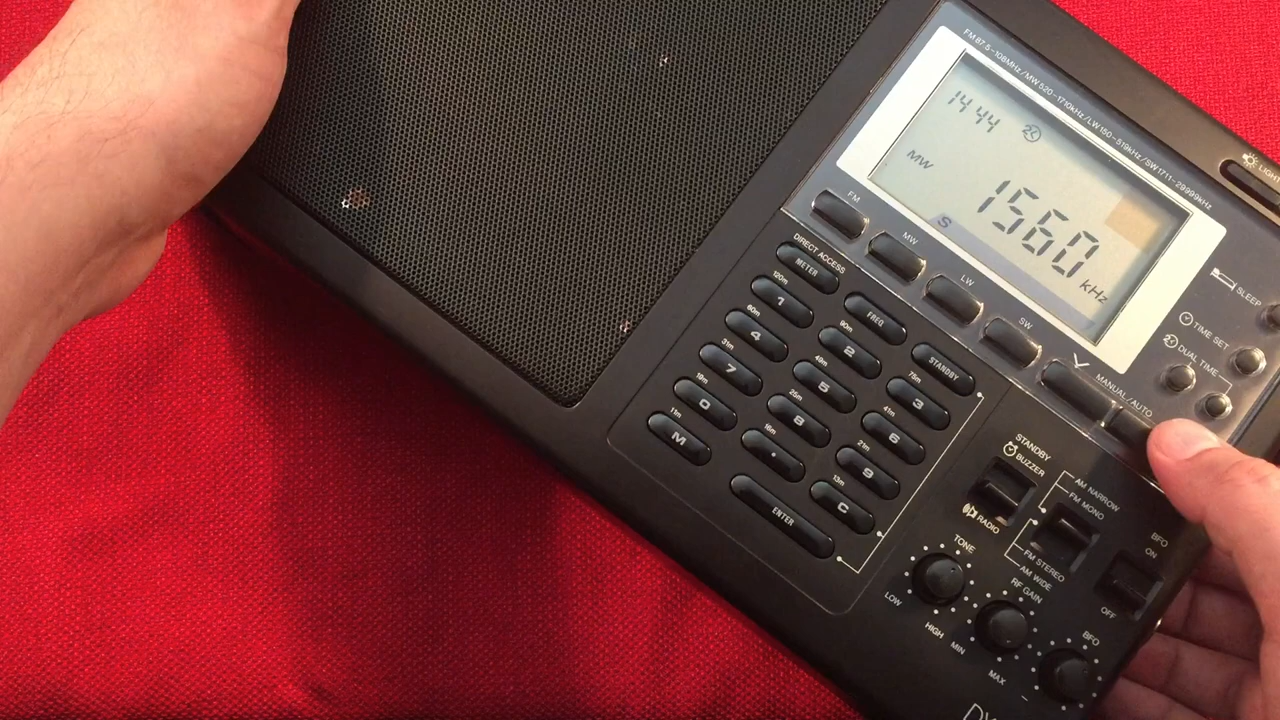 FM 87.5-108MHz/MW 520-1710kHz/LW 150-519kHz/SW1711-29999kHz
LIGHT
1444
MW
1560
kHz
S
SLEEP
TIME SET
DUAL TIME
FM
MW
LW
SW
MANUAL/AUTO
DIRECT ACCESS
METER
FREQ
STANDBY
120m
1
90m
2
75m
3
60m
4
49m
5
41m
6
31m
7
25m
8
21m
9
19m
0
16m
.
13m
C
11m
M
ENTER
STANDBY
BUZZER
RADIO
AM NARROW
FM MONO
FM STEREO
AM WIDE
BFO
ON
OFF
TONE
LOW
HIGH
RF GAIN
MIN
MAX
BFO
-